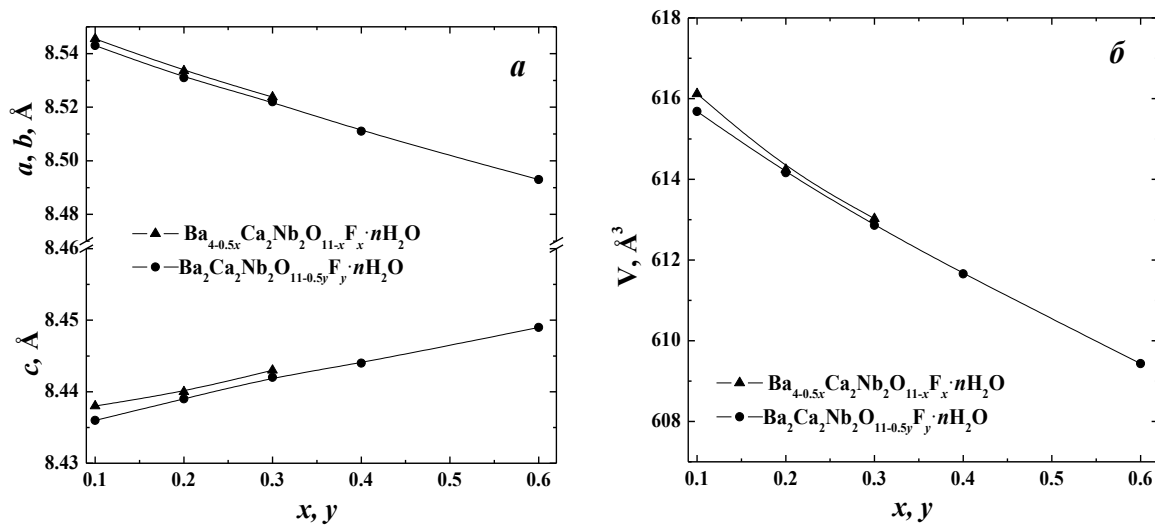 a
8.54
8.52
8.50
8.48
8.46
8.45
8.44
8.43
a, b, Å
c, Å
Ba₄₋₀.₅ₓCa₂Nb₂O₁₁₋ₓFₓ·nH₂O
Ba₂Ca₂Nb₂O₁₁₋₀.₅yFy·nH₂O
0.1 0.2 0.3 0.4 0.5 0.6
x, y
б
618
616
614
612
610
608
V, Å³
Ba₄₋₀.₅ₓCa₂Nb₂O₁₁₋ₓFₓ·nH₂O
Ba₂Ca₂Nb₂O₁₁₋₀.₅yFy·nH₂O
0.1 0.2 0.3 0.4 0.5 0.6
x, y